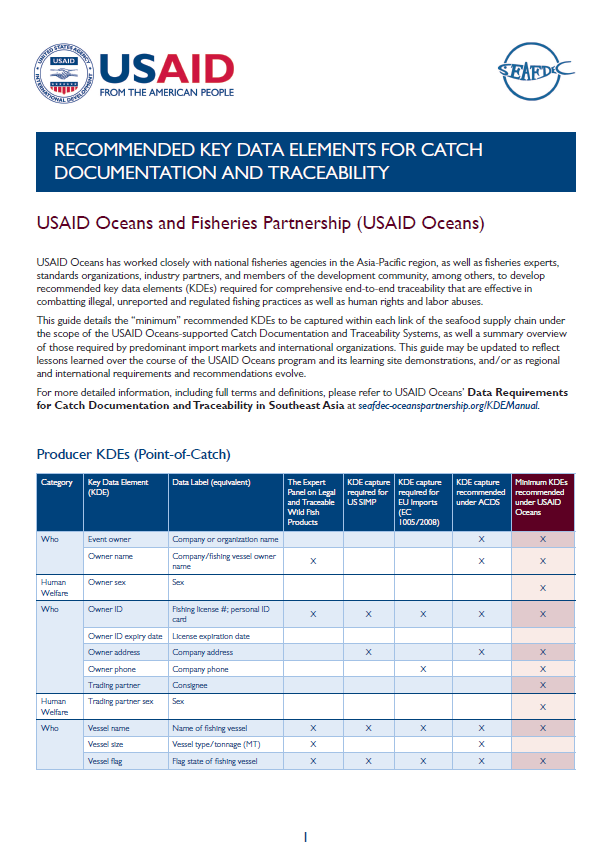 UNITED STATES AGENCY
USAID
INTERNATIONAL DEVELOPMENT
USAID
FROM THE AMERICAN PEOPLE
SEAFDEC
RECOMMENDED KEY DATA ELEMENTS FOR CATCH
DOCUMENTATION AND TRACEABILITY
USAID Oceans and Fisheries Partnership (USAID Oceans)
USAID Oceans has worked closely with national fisheries agencies in the Asia-Pacific region, as well as fisheries experts,
standards organizations, industry partners, and members of the development community, among others, to develop
recommended key data elements (KDEs) required for comprehensive end-to-end traceability that are effective in
combatting illegal, unreported and regulated fishing practices as well as human rights and labor abuses.
This guide details the "minimum" recommended KDEs to be captured within each link of the seafood supply chain under
the scope of the USAID Oceans-supported Catch Documentation and Traceability Systems, as well a summary overview
of those required by predominant import markets and international organizations. This guide may be updated to reflect
lessons learned over the course of the USAID Oceans program and its learning site demonstrations, and/or as regional
and international requirements and recommendations evolve.
For more detailed information, including full terms and definitions, please refer to USAID Oceans' Data Requirements
for Catch Documentation and Traceability in Southeast Asia at seafdec-oceanspartnership.org/KDEManual.
Producer KDEs (Point-of-Catch)
Category Key Data Element (KDE) Data Label (equivalent) The Expert Panel on Legal and Traceable Wild Fish Products KDE capture required for US SIMP KDE capture required for EU Imports (EC 1005/2008) KDE capture recommended under ACDS Minimum KDEs recommended under USAID Oceans
Who Event owner Company or organization name X X
Owner name Company/fishing vessel owner name X X X
Human Welfare Owner sex Sex X
Who Owner ID Fishing license #; personal ID card X X X X X
Owner ID expiry date License expiration date
Owner address Company address X X X
Owner phone Company phone X X
Trading partner Consignee X
Human Welfare Trading partner sex Sex X
Who Vessel name Name of fishing vessel X X X X X
Vessel size Vessel type/tonnage (MT) X X
Vessel flag Flag state of fishing vessel X X X X X
1